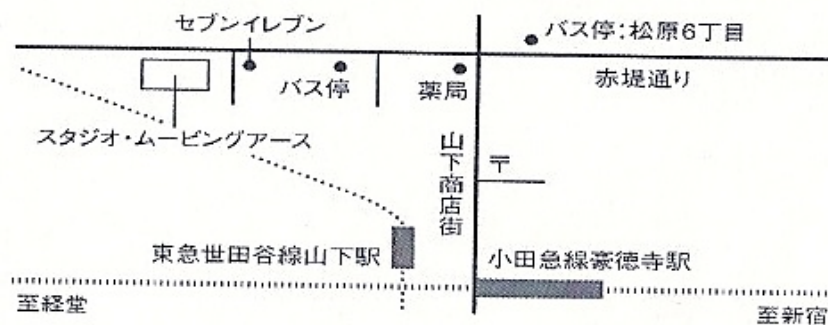 セブンイレブン
バス停:松原6丁目
バス停
薬局
赤堤通り
スタジオ・ムービングアース
山下商店街
〒
東急世田谷線山下駅
小田急線豪徳寺駅
至経堂
至新宿